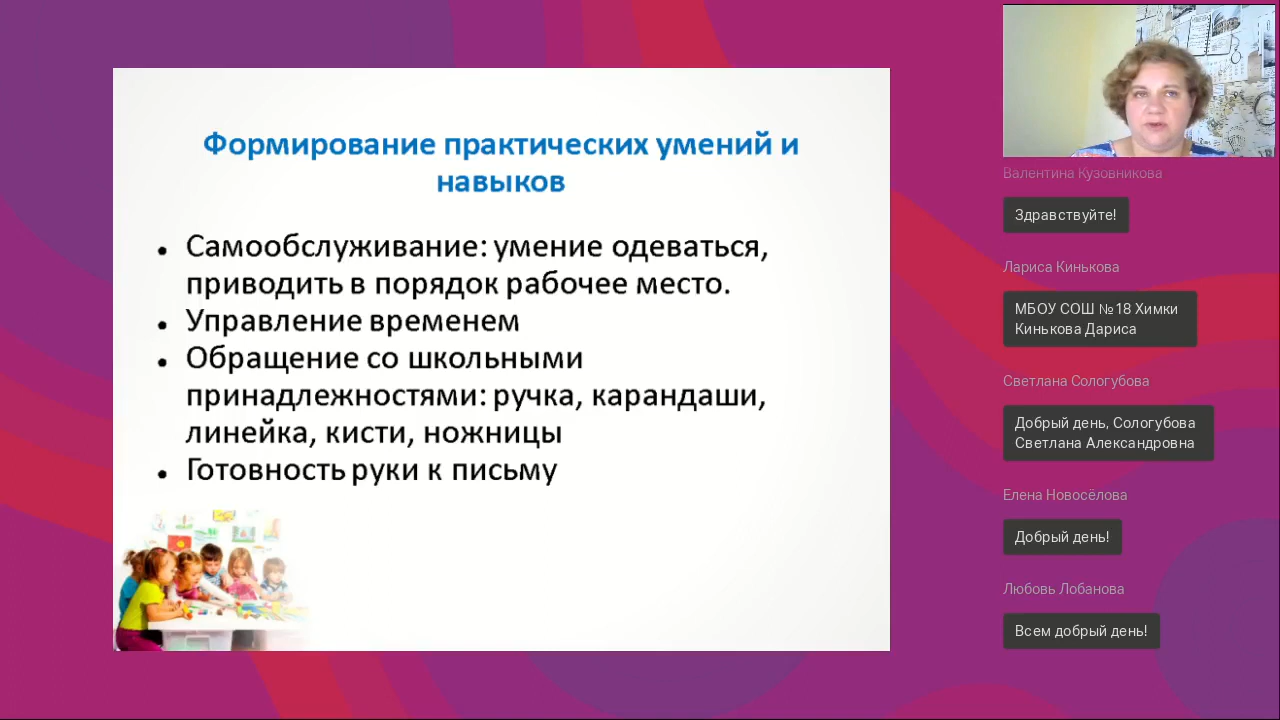 Формирование практических умений и
навыков
• Самообслуживание: умение одеваться,
приводить в порядок рабочее место.
• Управление временем
• Обращение со школьными
принадлежностями: ручка, карандаши,
линейка, кисти, ножницы
• Готовность руки к письму
Валентина Кузовникова
Здравствуйте!
Лариса Кинькова
МБОУ СОШ №18 Химки
Кинькова Дариса
Светлана Сологубова
Добрый день, Сологубова
Светлана Александровна
Елена Новосёлова
Добрый день!
Любовь Лобанова
Всем добрый день!